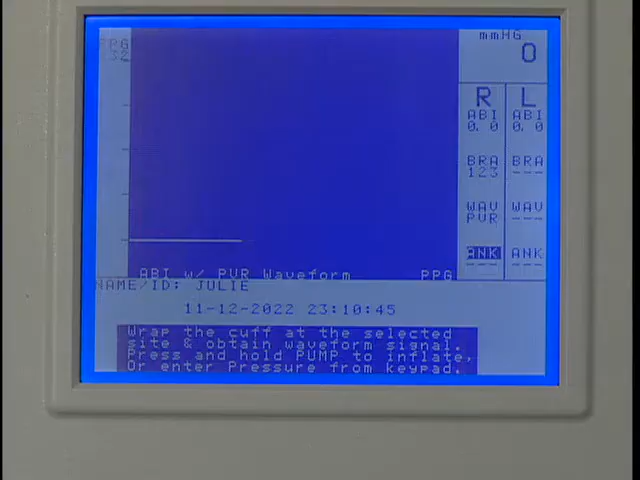 PPG
32
mmHG
0
R L
ABI ABI
0.0 0.0
BRA BRA
123 ---
WAV WAV
PVR ---
ANK ANK
--- ---
ABI w/ PVR Waveform PPG
NAME/ID: JULIE
11-12-2022 23:10:45
Wrap the cuff at the selected
site & obtain waveform signal.
Press and hold PUMP to inflate,
Or enter Pressure from keypad.